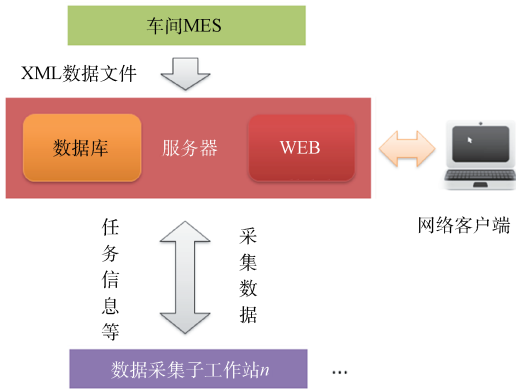 车间MES
XML数据文件
数据库
服务器
WEB
网络客户端
任务信息等
采集数据
数据采集子工作站n
...